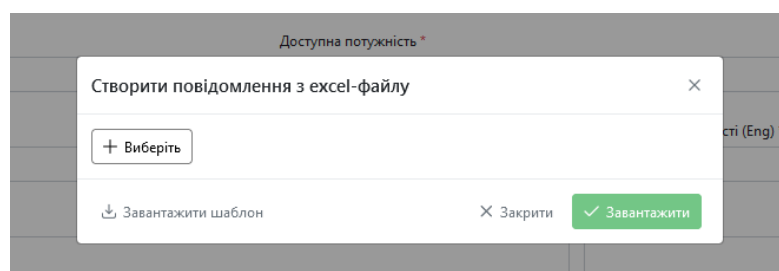 Доступна потужність *
Створити повідомлення з excel-файлу
сті (Eng)
Виберіть
Завантажити шаблон
Закрити
Завантажити